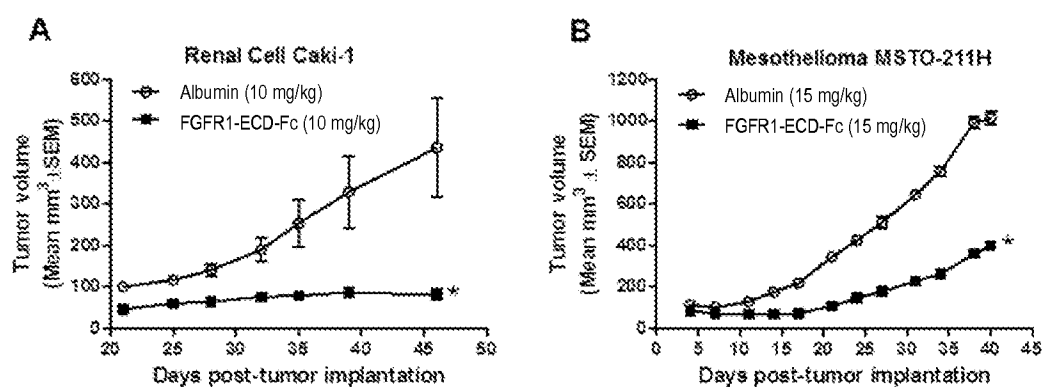 A
Renal Cell Caki-1
Albumin (10 mg/kg)
FGFR1-ECD-Fc (10 mg/kg)
Tumor volume
(Mean mm³ ± SEM)
600
500
400
300
200
100
0
*
20 25 30 35 40 45 50
Days post-tumor implantation
B
Mesothelioma MSTO-211H
Albumin (15 mg/kg)
FGFR1-ECD-Fc (15 mg/kg)
Tumor volume
(Mean mm³ ± SEM)
1200
1000
800
600
400
200
0
*
0 5 10 15 20 25 30 35 40 45
Days post-tumor implantation